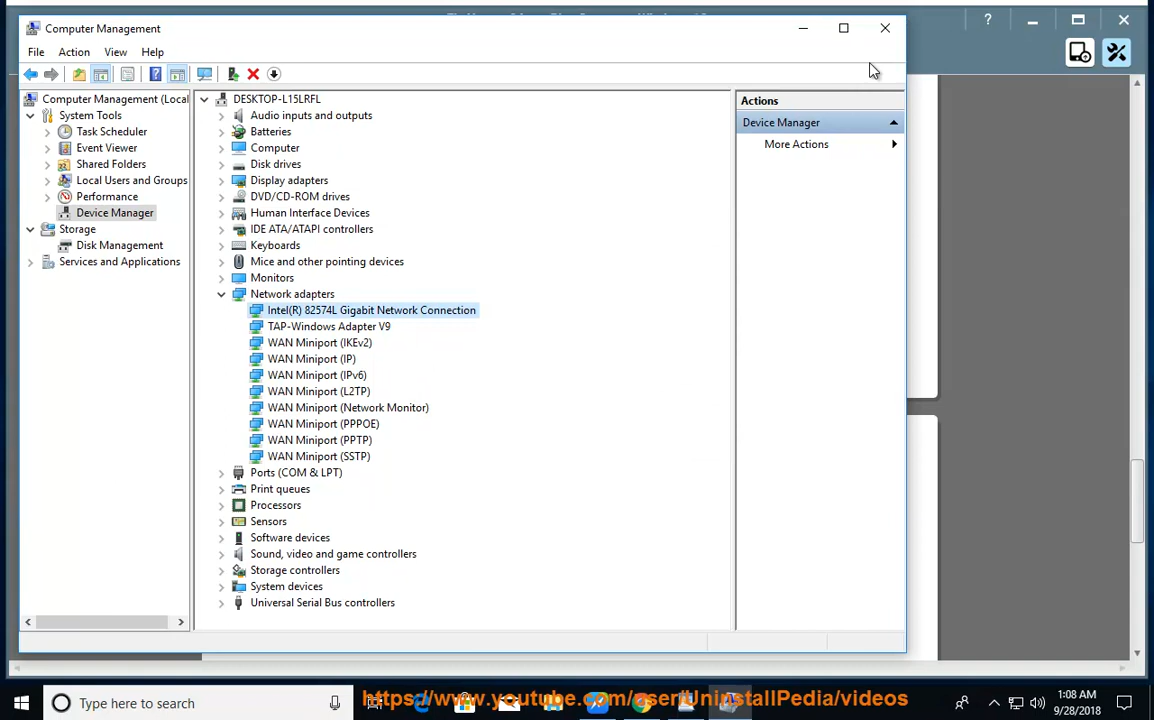 Computer Management
File Action View Help
Computer Management (Local
System Tools
Task Scheduler
Event Viewer
Shared Folders
Local Users and Groups
Performance
Device Manager
Storage
Disk Management
Services and Applications
DESKTOP-L15LRFL
Audio inputs and outputs
Batteries
Computer
Disk drives
Display adapters
DVD/CD-ROM drives
Human Interface Devices
IDE ATA/ATAPI controllers
Keyboards
Mice and other pointing devices
Monitors
Network adapters
Intel(R) 82574L Gigabit Network Connection
TAP-Windows Adapter V9
WAN Miniport (IKEv2)
WAN Miniport (IP)
WAN Miniport (IPv6)
WAN Miniport (L2TP)
WAN Miniport (Network Monitor)
WAN Miniport (PPPOE)
WAN Miniport (PPTP)
WAN Miniport (SSTP)
Ports (COM & LPT)
Print queues
Processors
Sensors
Software devices
Sound, video and game controllers
Storage controllers
System devices
Universal Serial Bus controllers
Actions
Device Manager
More Actions
Type here to search
https://www.youtube.com/user/UninstallPedia/videos
1:08 AM
9/28/2018